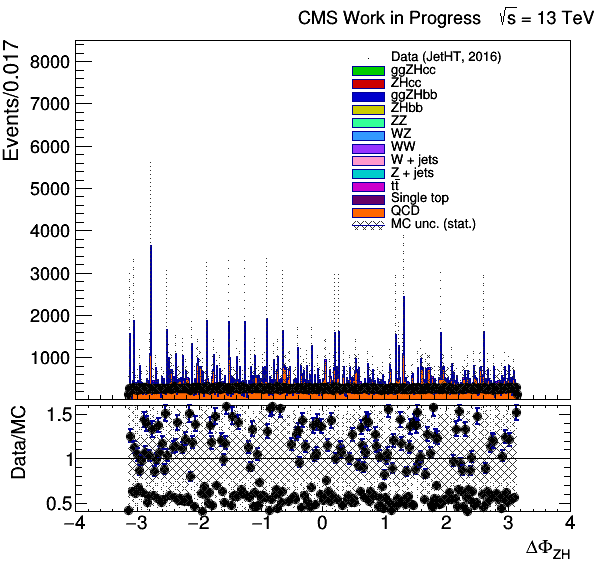 CMS Work in Progress √s = 13 TeV
Events/0.017
8000
7000
6000
5000
4000
3000
2000
1000
Data (JetHT, 2016)
ggZHcc
ZHcc
ggZHbb
ZHbb
ZZ
WZ
WW
W + jets
Z + jets
tt̄
Single top
QCD
MC unc. (stat.)
Data/MC
1.5
1
0.5
−4 −3 −2 −1 0 1 2 3 4
ΔΦZH